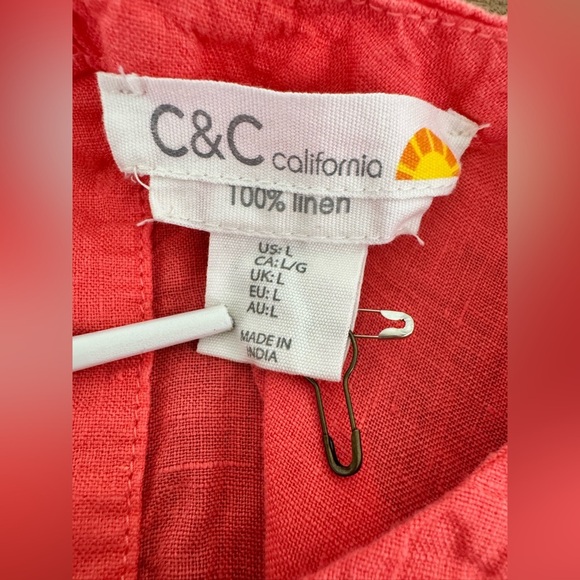 C&C california
100% linen
US: L
CA: L/G
UK: L
EU: L
AU: L
MADE IN
INDIA